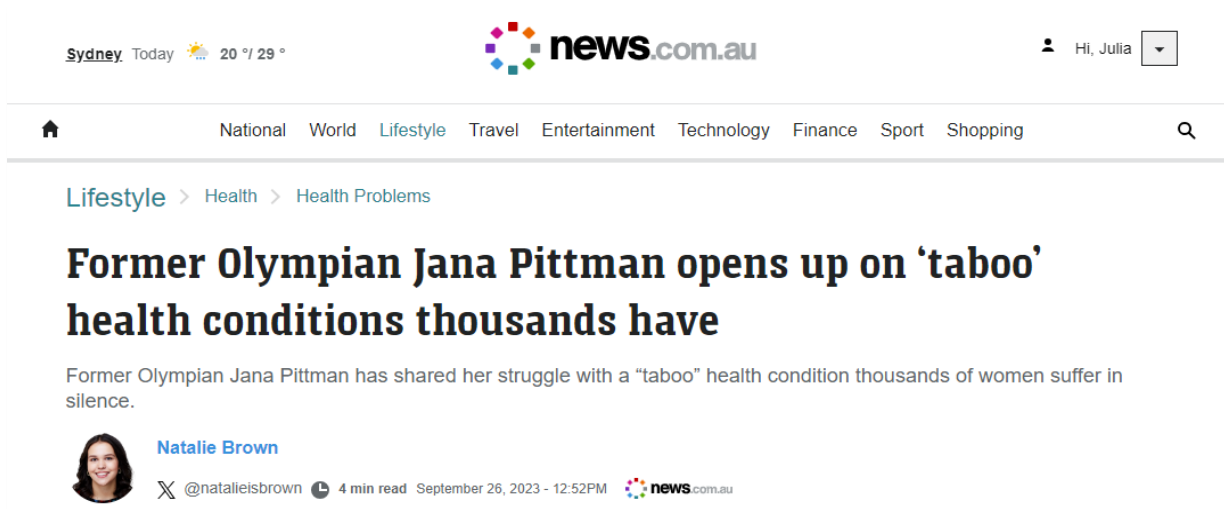 Sydney Today 20 °/ 29 °
news.com.au
Hi, Julia
National World Lifestyle Travel Entertainment Technology Finance Sport Shopping
Lifestyle > Health > Health Problems
Former Olympian Jana Pittman opens up on ‘taboo’
health conditions thousands have
Former Olympian Jana Pittman has shared her struggle with a “taboo” health condition thousands of women suffer in
silence.
Natalie Brown
@natalieisbrown 4 min read September 26, 2023 - 12:52PM news.com.au